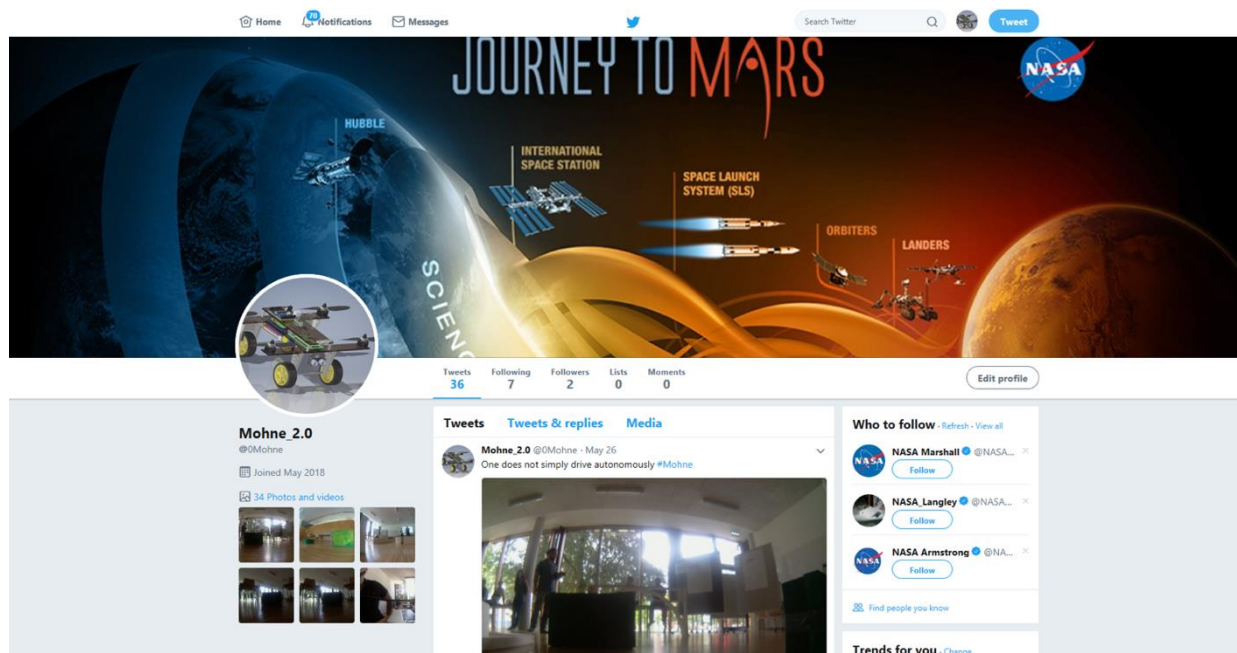 Home
70
Notifications
Messages
Search Twitter
Tweet
JOURNEY TO MARS
NASA
HUBBLE
INTERNATIONAL
SPACE STATION
SPACE LAUNCH
SYSTEM (SLS)
ORBITERS
LANDERS
SCIENC
Tweets
36
Following
7
Followers
2
Lists
0
Moments
0
Edit profile
Mohne_2.0
@0Mohne
Joined May 2018
34 Photos and videos
Tweets Tweets & replies Media
Mohne_2.0 @0Mohne · May 26
One does not simply drive autonomously #Mohne
Who to follow · Refresh · View all
NASA
NASA Marshall @NASA...
Follow
NASA_Langley @NASA...
Follow
NASA
NASA Armstrong @NA...
Follow
Find people you know
Trends for you · Change